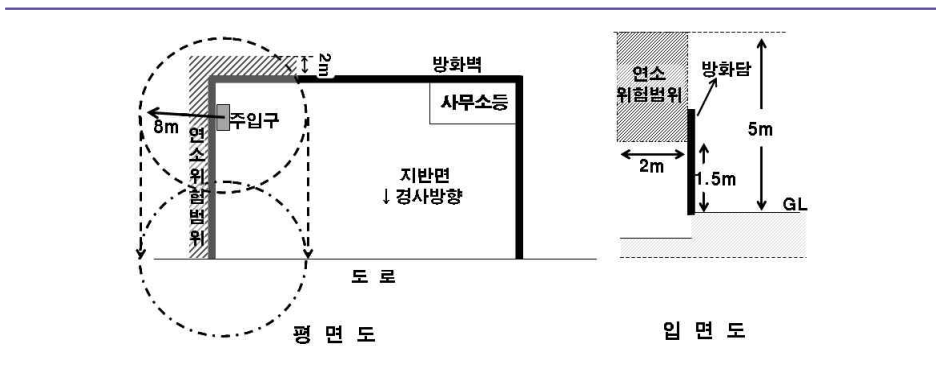 2m
방화벽
사무소등
8m
주입구
연소위험범위
지반면
↓경사방향
도 로
평 면 도
연소
위험범위
방화담
5m
2m
1.5m
GL
입 면 도